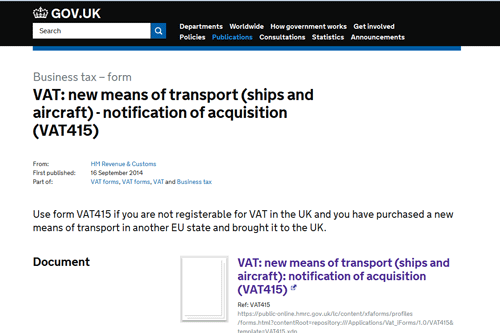 GOV.UK
Departments Worldwide How government works Get involved
Search
Policies Publications Consultations Statistics Announcements
Business tax – form
VAT: new means of transport (ships and
aircraft) - notification of acquisition
(VAT415)
From: HM Revenue & Customs
First published: 16 September 2014
Part of: VAT forms, VAT forms, VAT and Business tax
Use form VAT415 if you are not registerable for VAT in the UK and you have purchased a new
means of transport in another EU state and brought it to the UK.
Document
VAT: new means of transport (ships and
aircraft): notification of acquisition
(VAT415)
Ref: VAT415
https://public-online.hmrc.gov.uk/lc/content/xfaforms/profiles
/forms.html?contentRoot=repository:///Applications/Vat_iForms/1.0/VAT415&
template=VAT415.xdp